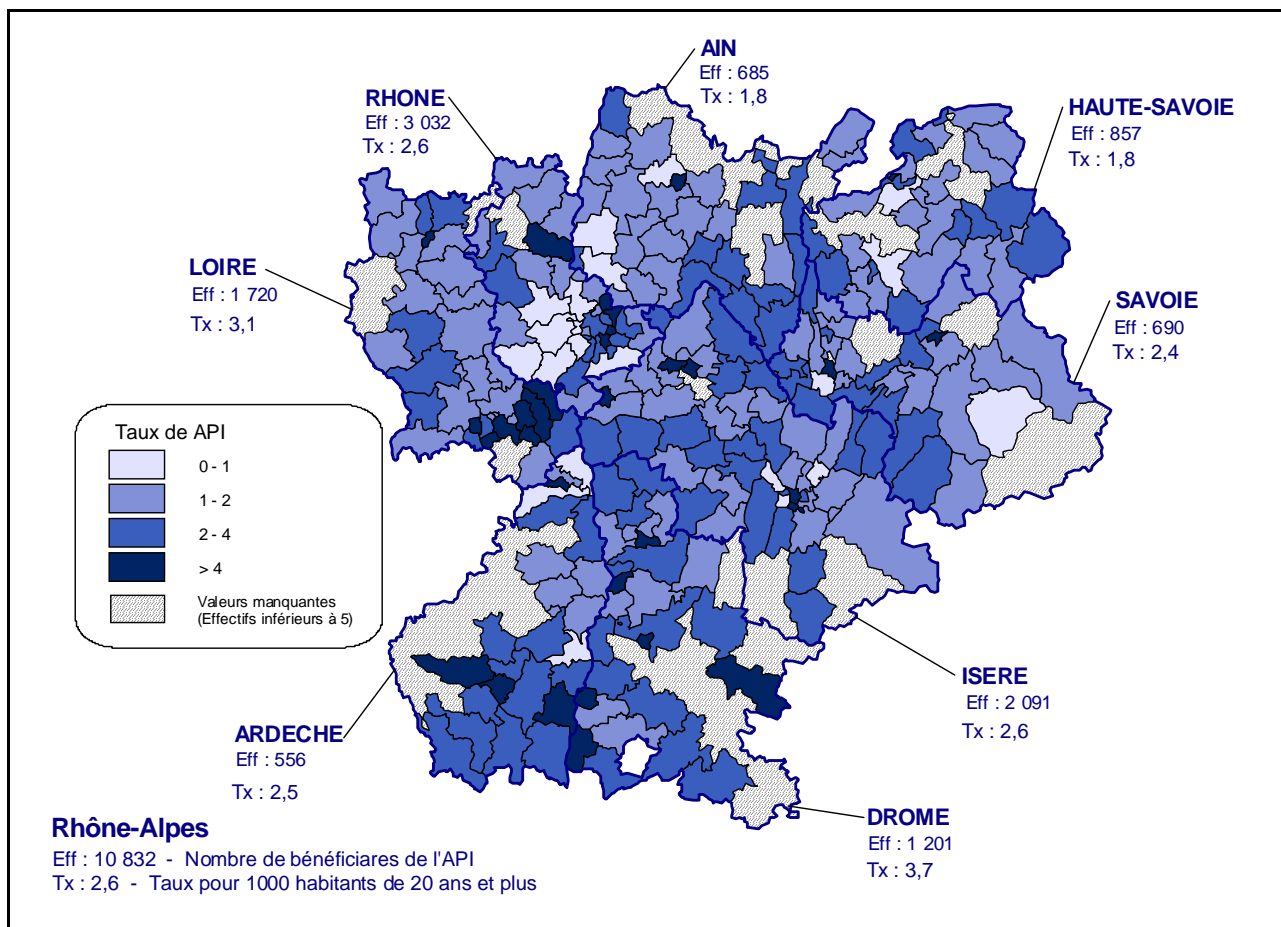 AIN
Eff : 685
Tx : 1,8
RHONE
Eff : 3 032
Tx : 2,6
HAUTE-SAVOIE
Eff : 857
Tx : 1,8
LOIRE
Eff : 1 720
Tx : 3,1
SAVOIE
Eff : 690
Tx : 2,4
Taux de API
0 - 1
1 - 2
2 - 4
> 4
Valeurs manquantes
(Effectifs inférieurs à 5)
ISERE
Eff : 2 091
Tx : 2,6
ARDECHE
Eff : 556
Tx : 2,5
DROME
Eff : 1 201
Tx : 3,7
Rhône-Alpes
Eff : 10 832 - Nombre de bénéficiares de l'API
Tx : 2,6 - Taux pour 1000 habitants de 20 ans et plus